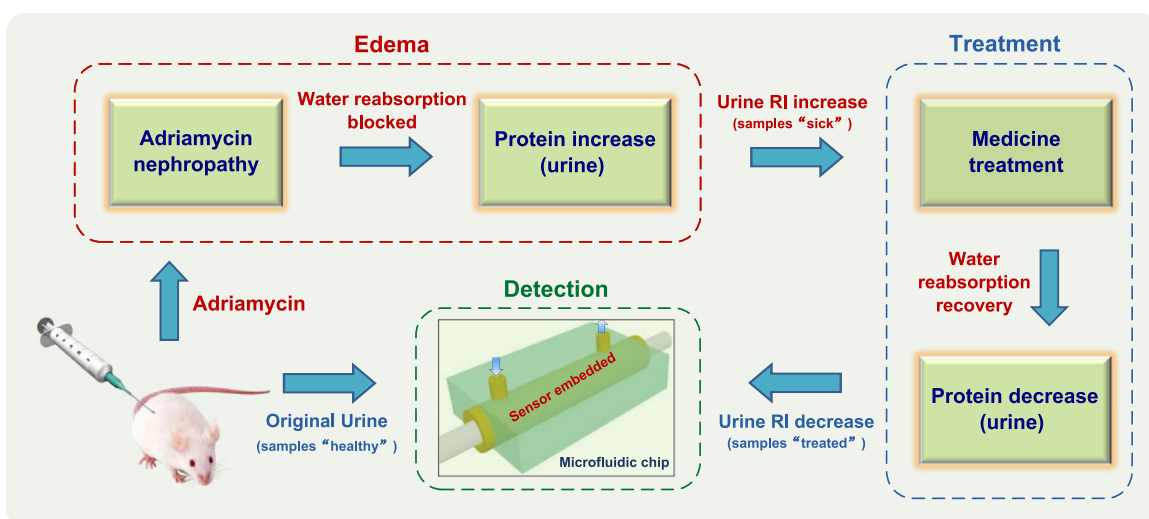 Edema
Treatment
Adriamycin
nephropathy
Water reabsorption
blocked
Protein increase
(urine)
Urine RI increase
(samples “sick” )
Medicine
treatment
Water
reabsorption
recovery
Adriamycin
Detection
Sensor embedded
Microfluidic chip
Original Urine
(samples “healthy” )
Urine RI decrease
(samples “treated” )
Protein decrease
(urine)